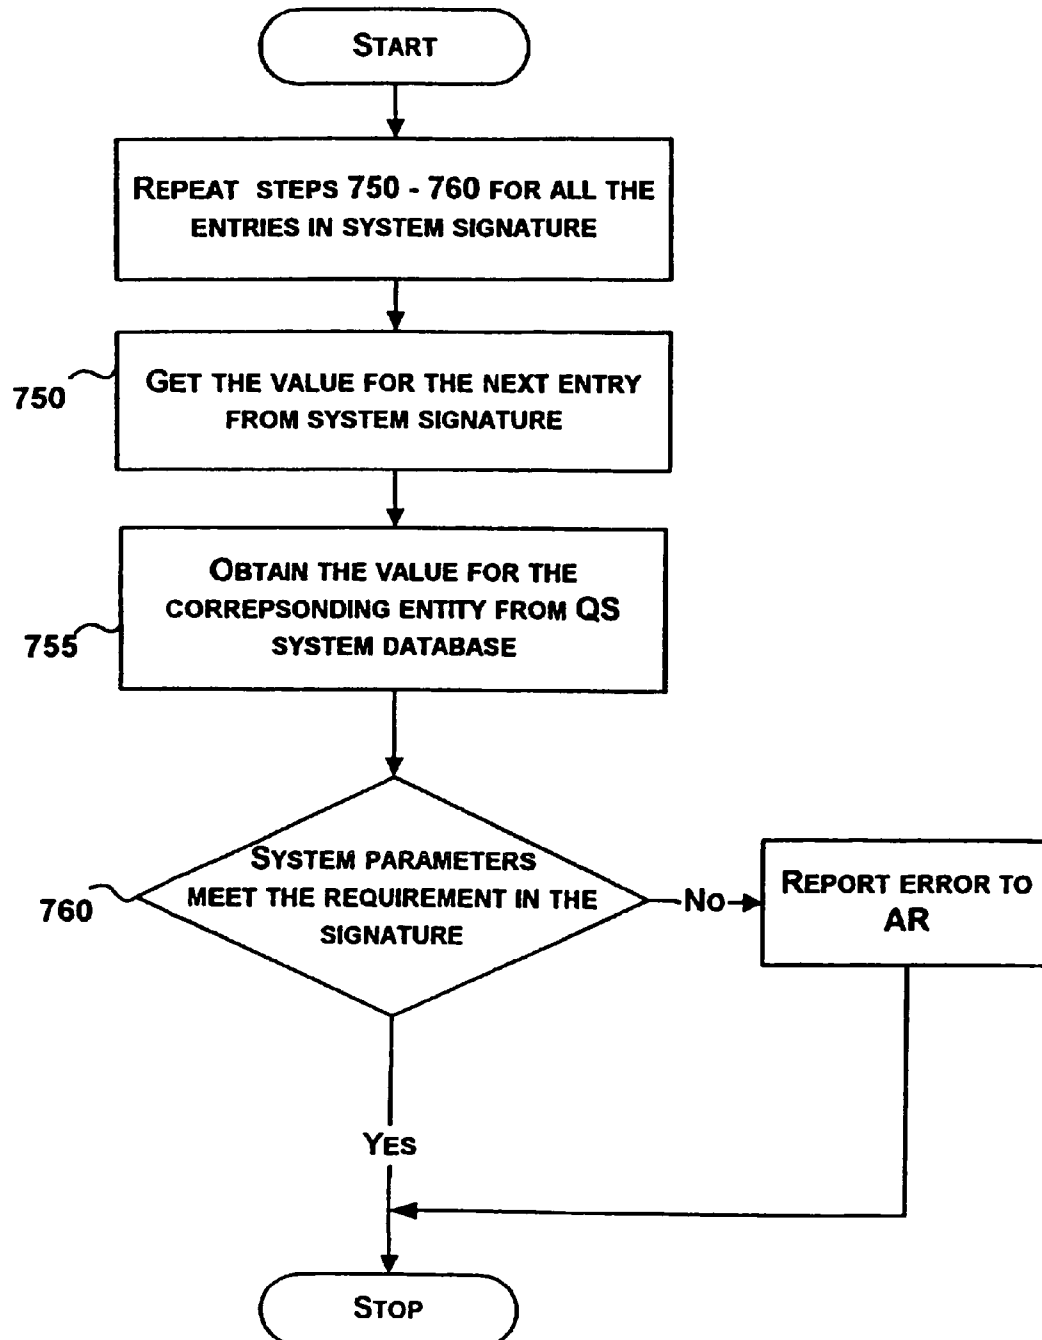 START
REPEAT STEPS 750 - 760 FOR ALL THE
ENTRIES IN SYSTEM SIGNATURE
750
GET THE VALUE FOR THE NEXT ENTRY
FROM SYSTEM SIGNATURE
755
OBTAIN THE VALUE FOR THE
CORREPSONDING ENTITY FROM QS
SYSTEM DATABASE
760
SYSTEM PARAMETERS
MEET THE REQUIREMENT IN THE
SIGNATURE
NO
REPORT ERROR TO
AR
YES
STOP